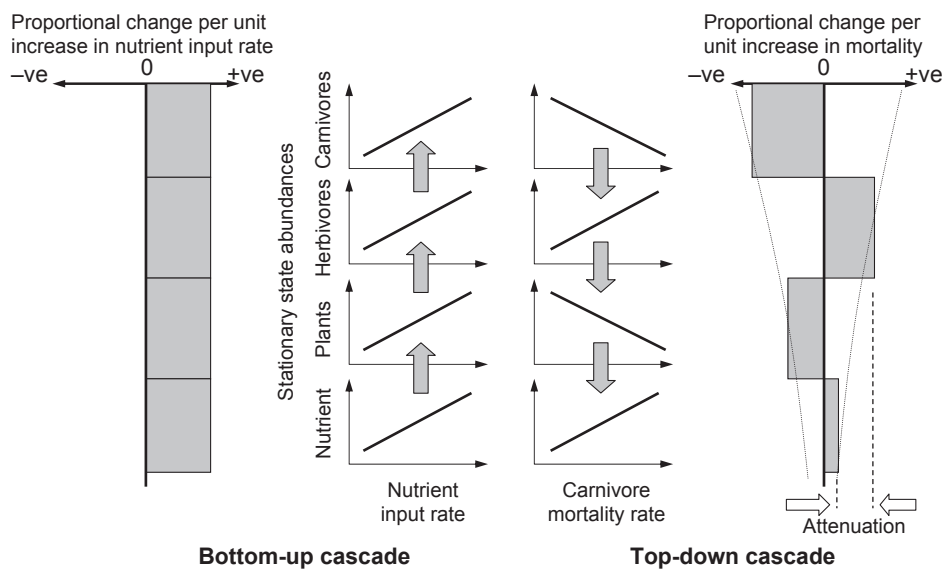 Proportional change per unit
increase in nutrient input rate
–ve
0
+ve
Proportional change per
unit increase in mortality
–ve
0
+ve
Stationary state abundances
Carnivores
Herbivores
Plants
Nutrient
Nutrient
input rate
Carnivore
mortality rate
Attenuation
Bottom-up cascade
Top-down cascade